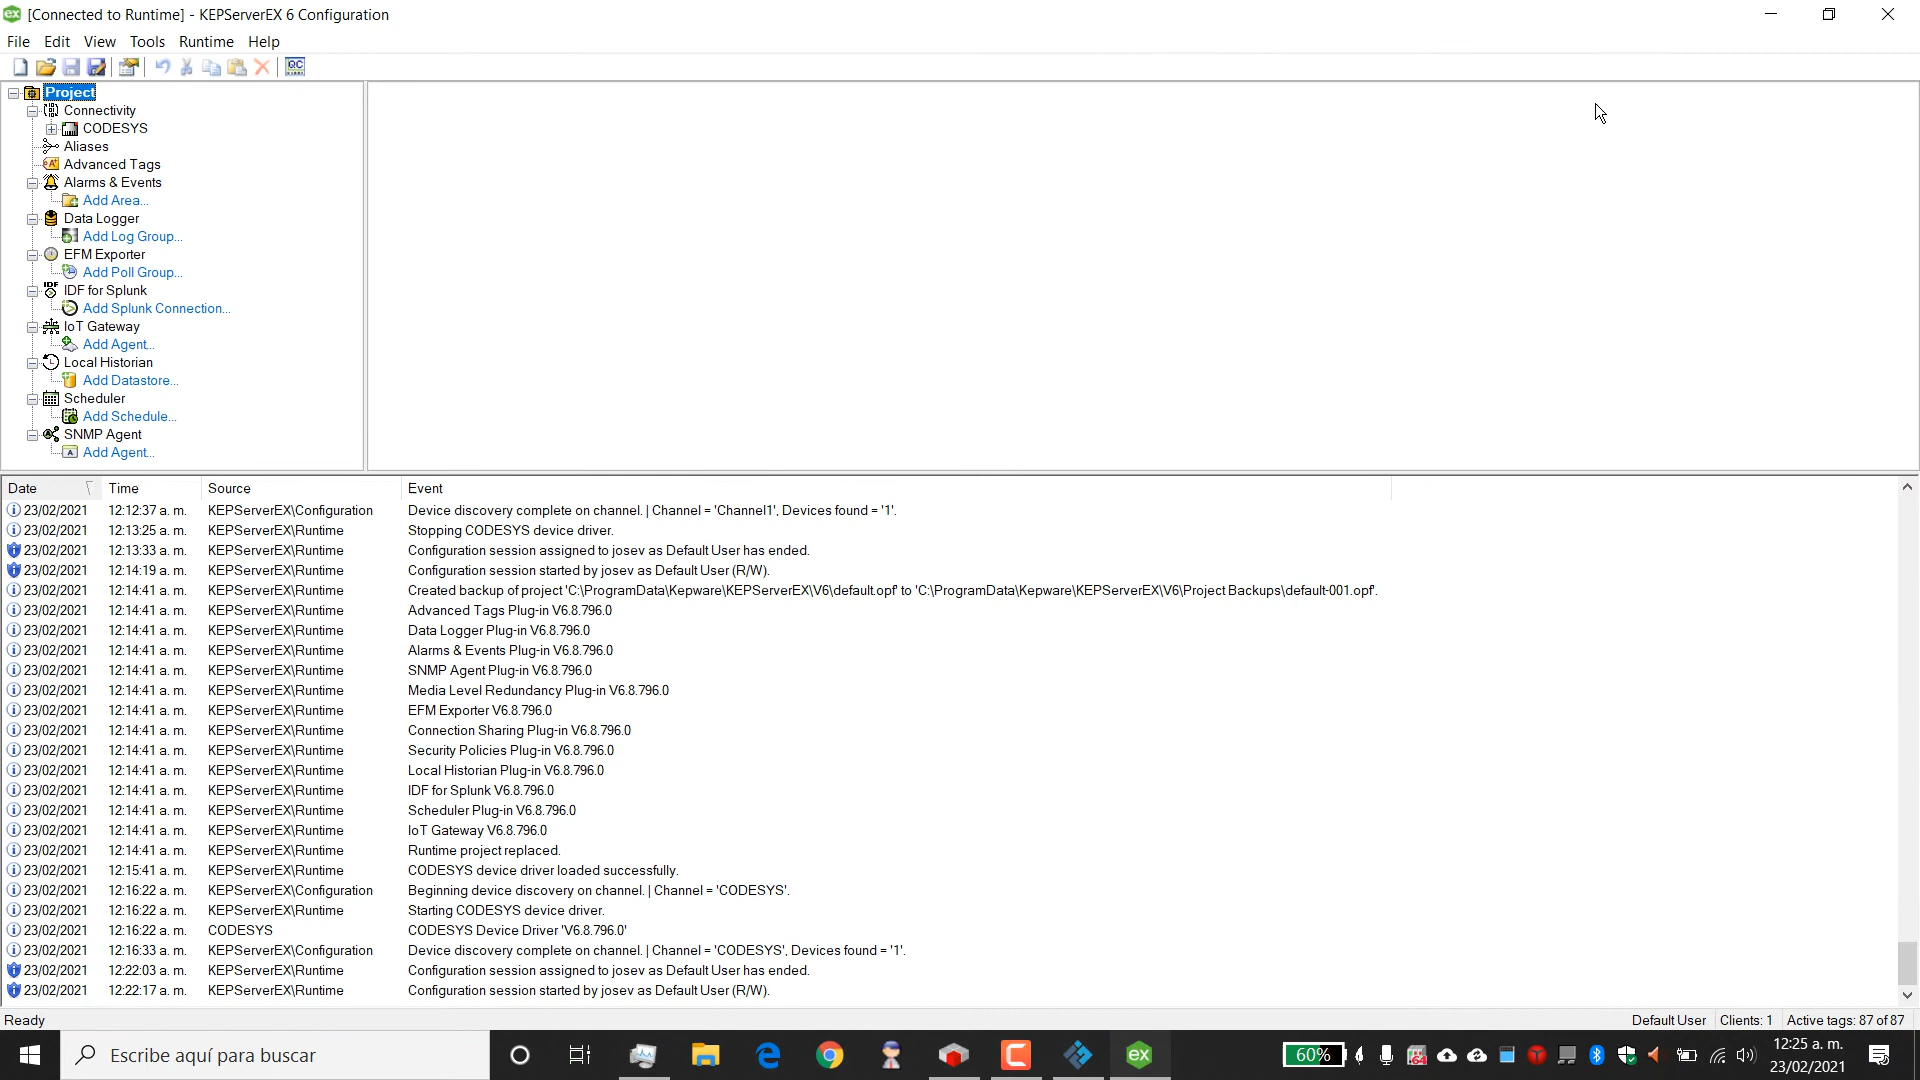 [Connected to Runtime] - KEPServerEX 6 Configuration
File Edit View Tools Runtime Help
Project
Connectivity
CODESYS
Aliases
Advanced Tags
Alarms & Events
Add Area...
Data Logger
Add Log Group...
EFM Exporter
Add Poll Group...
IDF for Splunk
Add Splunk Connection...
IoT Gateway
Add Agent...
Local Historian
Add Datastore...
Scheduler
Add Schedule...
SNMP Agent
Add Agent...
Date Time Source Event
23/02/2021 12:12:37 a. m. KEPServerEX\Configuration Device discovery complete on channel. | Channel = 'Channel1', Devices found = '1'.
23/02/2021 12:13:25 a. m. KEPServerEX\Runtime Stopping CODESYS device driver.
23/02/2021 12:13:33 a. m. KEPServerEX\Runtime Configuration session assigned to josev as Default User has ended.
23/02/2021 12:14:19 a. m. KEPServerEX\Runtime Configuration session started by josev as Default User (R/W).
23/02/2021 12:14:41 a. m. KEPServerEX\Runtime Created backup of project 'C:\ProgramData\Kepware\KEPServerEX\V6\default.opf' to 'C:\ProgramData\Kepware\KEPServerEX\V6\Project Backups\default-001.opf'.
23/02/2021 12:14:41 a. m. KEPServerEX\Runtime Advanced Tags Plug-in V6.8.796.0
23/02/2021 12:14:41 a. m. KEPServerEX\Runtime Data Logger Plug-in V6.8.796.0
23/02/2021 12:14:41 a. m. KEPServerEX\Runtime Alarms & Events Plug-in V6.8.796.0
23/02/2021 12:14:41 a. m. KEPServerEX\Runtime SNMP Agent Plug-in V6.8.796.0
23/02/2021 12:14:41 a. m. KEPServerEX\Runtime Media Level Redundancy Plug-in V6.8.796.0
23/02/2021 12:14:41 a. m. KEPServerEX\Runtime EFM Exporter V6.8.796.0
23/02/2021 12:14:41 a. m. KEPServerEX\Runtime Connection Sharing Plug-in V6.8.796.0
23/02/2021 12:14:41 a. m. KEPServerEX\Runtime Security Policies Plug-in V6.8.796.0
23/02/2021 12:14:41 a. m. KEPServerEX\Runtime Local Historian Plug-in V6.8.796.0
23/02/2021 12:14:41 a. m. KEPServerEX\Runtime IDF for Splunk V6.8.796.0
23/02/2021 12:14:41 a. m. KEPServerEX\Runtime Scheduler Plug-in V6.8.796.0
23/02/2021 12:14:41 a. m. KEPServerEX\Runtime IoT Gateway V6.8.796.0
23/02/2021 12:14:41 a. m. KEPServerEX\Runtime Runtime project replaced.
23/02/2021 12:15:41 a. m. KEPServerEX\Runtime CODESYS device driver loaded successfully.
23/02/2021 12:16:22 a. m. KEPServerEX\Configuration Beginning device discovery on channel. | Channel = 'CODESYS'.
23/02/2021 12:16:22 a. m. KEPServerEX\Runtime Starting CODESYS device driver.
23/02/2021 12:16:22 a. m. CODESYS CODESYS Device Driver 'V6.8.796.0'
23/02/2021 12:16:33 a. m. KEPServerEX\Configuration Device discovery complete on channel. | Channel = 'CODESYS', Devices found = '1'.
23/02/2021 12:22:03 a. m. KEPServerEX\Runtime Configuration session assigned to josev as Default User has ended.
23/02/2021 12:22:17 a. m. KEPServerEX\Runtime Configuration session started by josev as Default User (R/W).
Ready Default User Clients: 1 Active tags: 87 of 87
Escribe aquí para buscar 60% 12:25 a. m.
23/02/2021